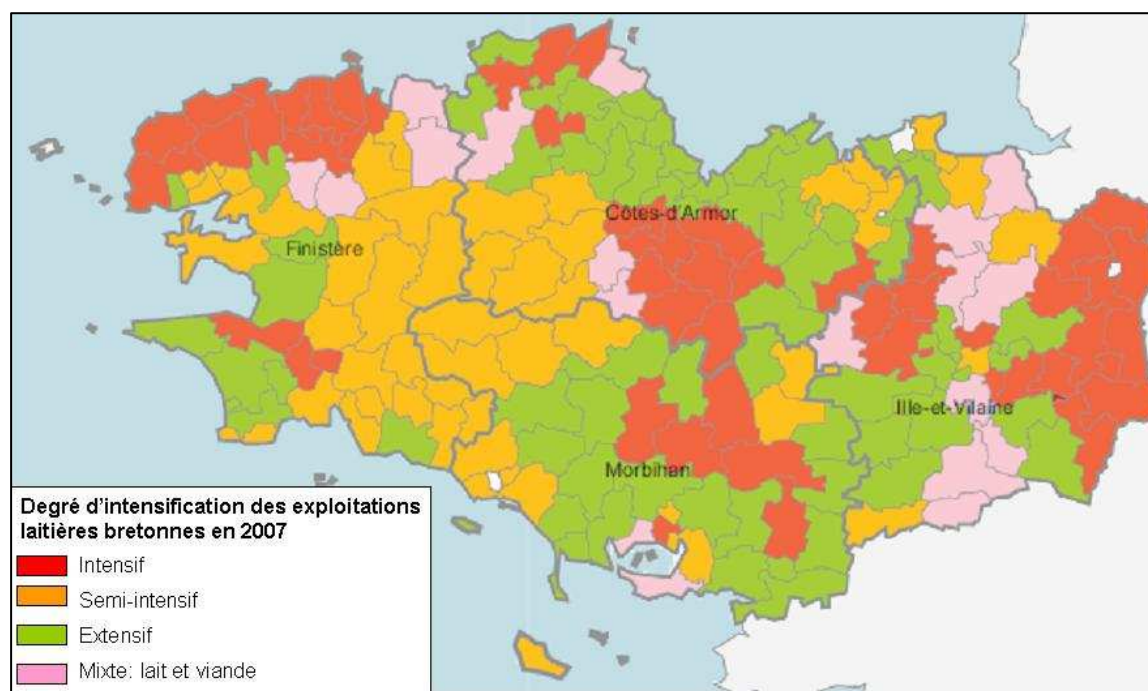 Côtes-d'Armor
Finistère
Ille-et-Vilaine
Morbihan
Degré d'intensification des exploitations
laitières bretonnes en 2007
Intensif
Semi-intensif
Extensif
Mixte: lait et viande